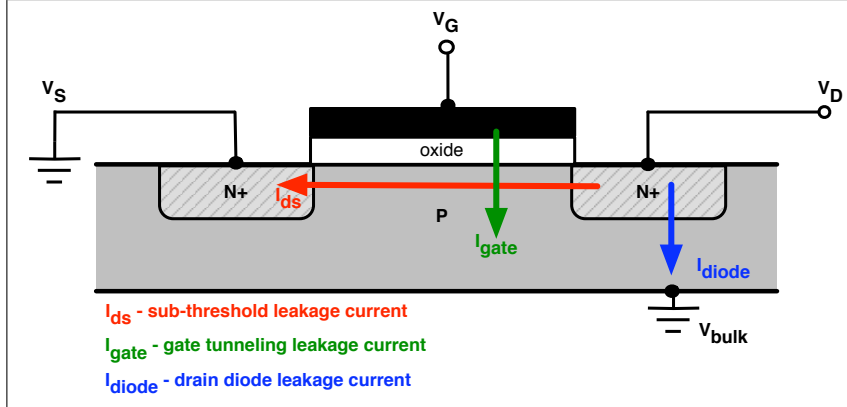 VG
VS
VD
oxide
N+
Ids
P
N+
Igate
Idiode
Ids - sub-threshold leakage current
Igate - gate tunneling leakage current
Vbulk
Idiode - drain diode leakage current